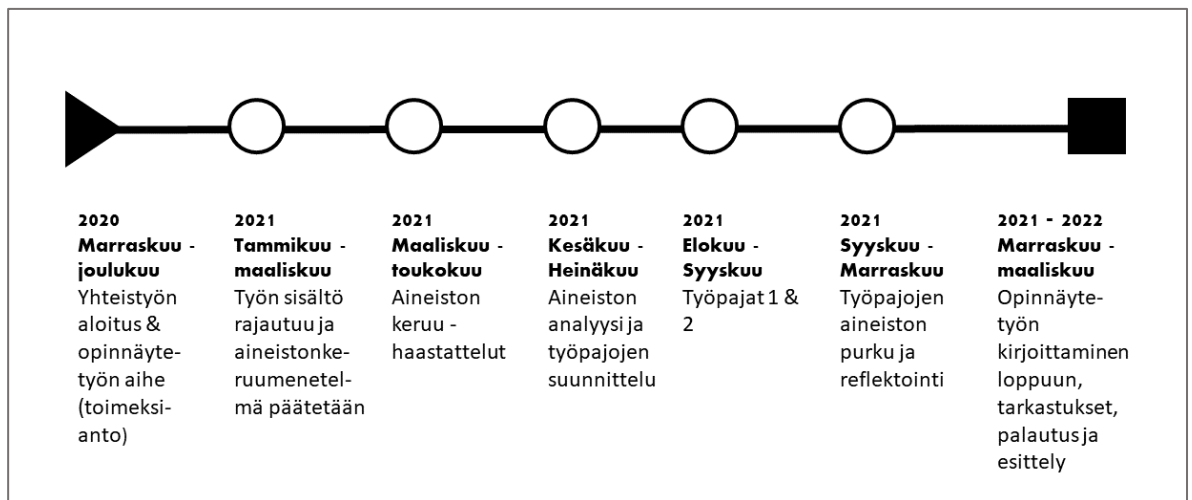 2020
Marraskuu -
joulukuu
Yhteistyön
aloitus &
opinnäyte-
työn aihe
(toimeksi-
anto)
2021
Tammikuu -
maaliskuu
Työn sisältö
rajautuu ja
aineistonke-
ruumenetel-
mä päätetään
2021
Maaliskuu -
toukokuu
Aineiston
keruu -
haastattelut
2021
Kesäkuu -
Heinäkuu
Aineiston
analyysi ja
työpajojen
suunnittelu
2021
Elokuu -
Syyskuu
Työpajat 1 &
2
2021
Syyskuu -
Marraskuu
Työpajojen
aineiston
purku ja
reflektointi
2021 - 2022
Marraskuu -
maaliskuu
Opinnäyte-
työn
kirjoittaminen
loppuun,
tarkastukset,
palautus ja
esittely